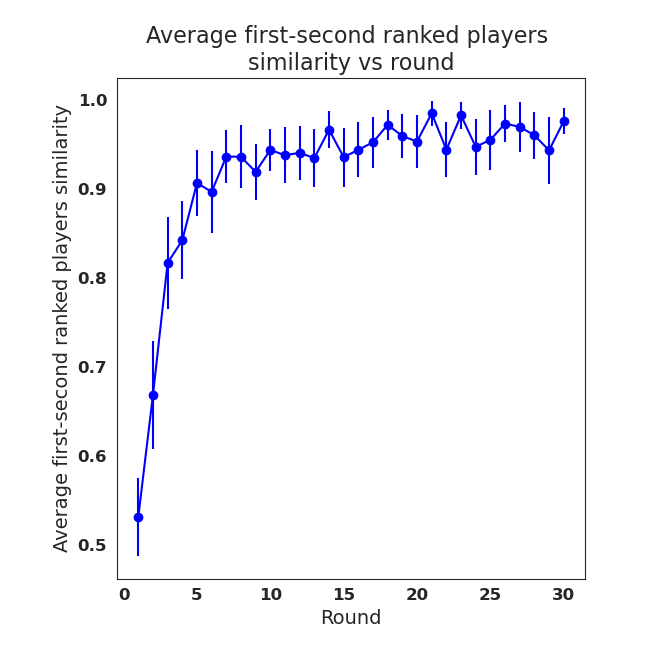 Average first-second ranked players
similarity vs round
Average first-second ranked players similarity
1.0
0.9
0.8
0.7
0.6
0.5
0 5 10 15 20 25 30
Round